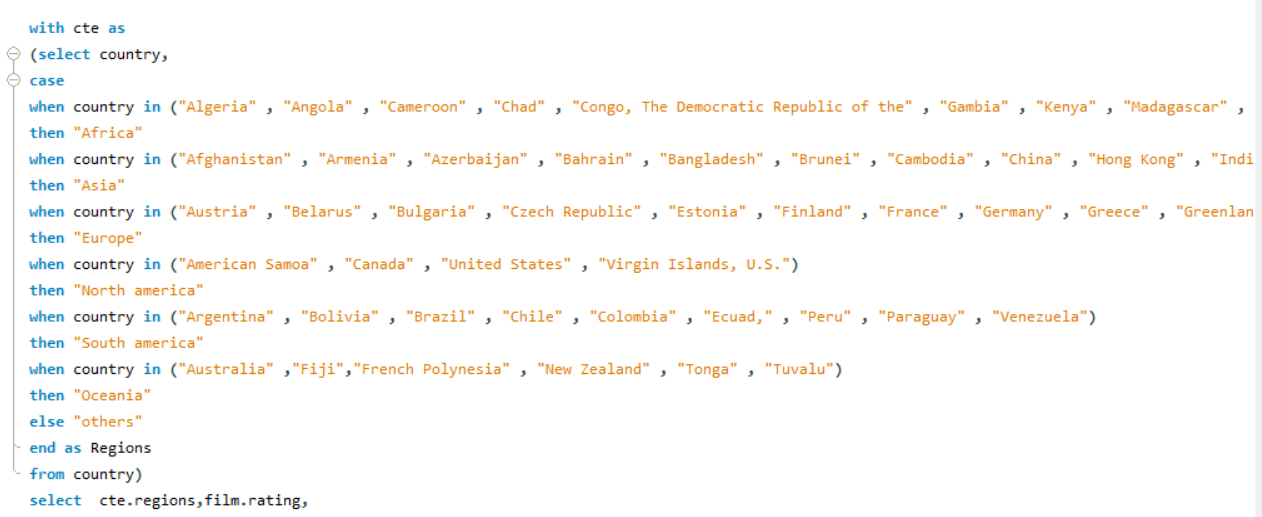 with cte as
(select country,
case
when country in ("Algeria" , "Angola" , "Cameroon" , "Chad" , "Congo, The Democratic Republic of the" , "Gambia" , "Kenya" , "Madagascar" ,
then "Africa"
when country in ("Afghanistan" , "Armenia" , "Azerbaijan" , "Bahrain" , "Bangladesh" , "Brunei" , "Cambodia" , "China" , "Hong Kong" , "Indi
then "Asia"
when country in ("Austria" , "Belarus" , "Bulgaria" , "Czech Republic" , "Estonia" , "Finland" , "France" , "Germany" , "Greece" , "Greenlan
then "Europe"
when country in ("American Samoa" , "Canada" , "United States" , "Virgin Islands, U.S.")
then "North america"
when country in ("Argentina" , "Bolivia" , "Brazil" , "Chile" , "Colombia" , "Ecuad," , "Peru" , "Paraguay" , "Venezuela")
then "South america"
when country in ("Australia" ,"Fiji","French Polynesia" , "New Zealand" , "Tonga" , "Tuvalu")
then "Oceania"
else "others"
end as Regions
from country)
select  cte.regions,film.rating,